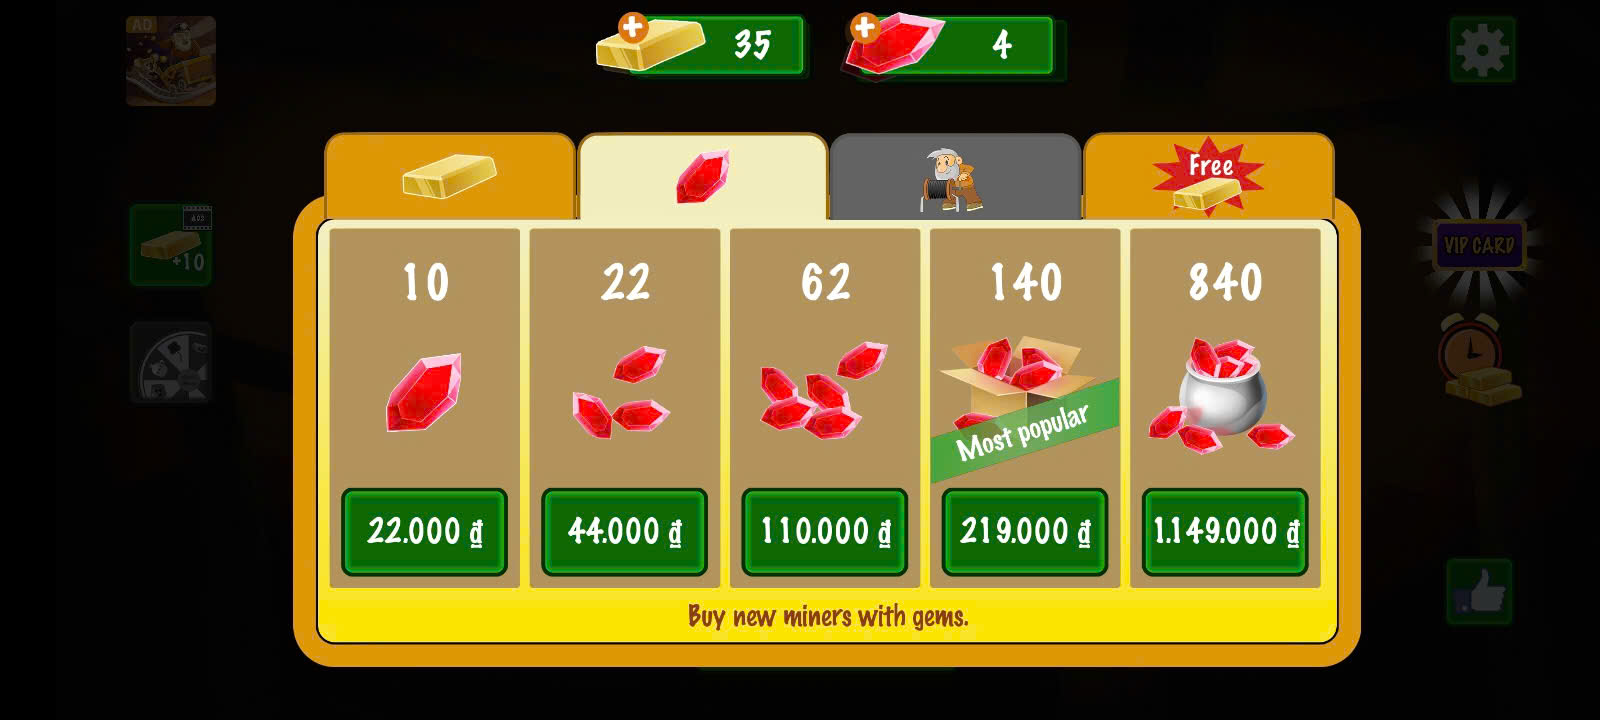 AD
35
4
Free
ADS
+10
VIP CARD
10
22
62
140
840
Most popular
22.000 ₫
44.000 ₫
110.000 ₫
219.000 ₫
1.149.000 ₫
Buy new miners with gems.